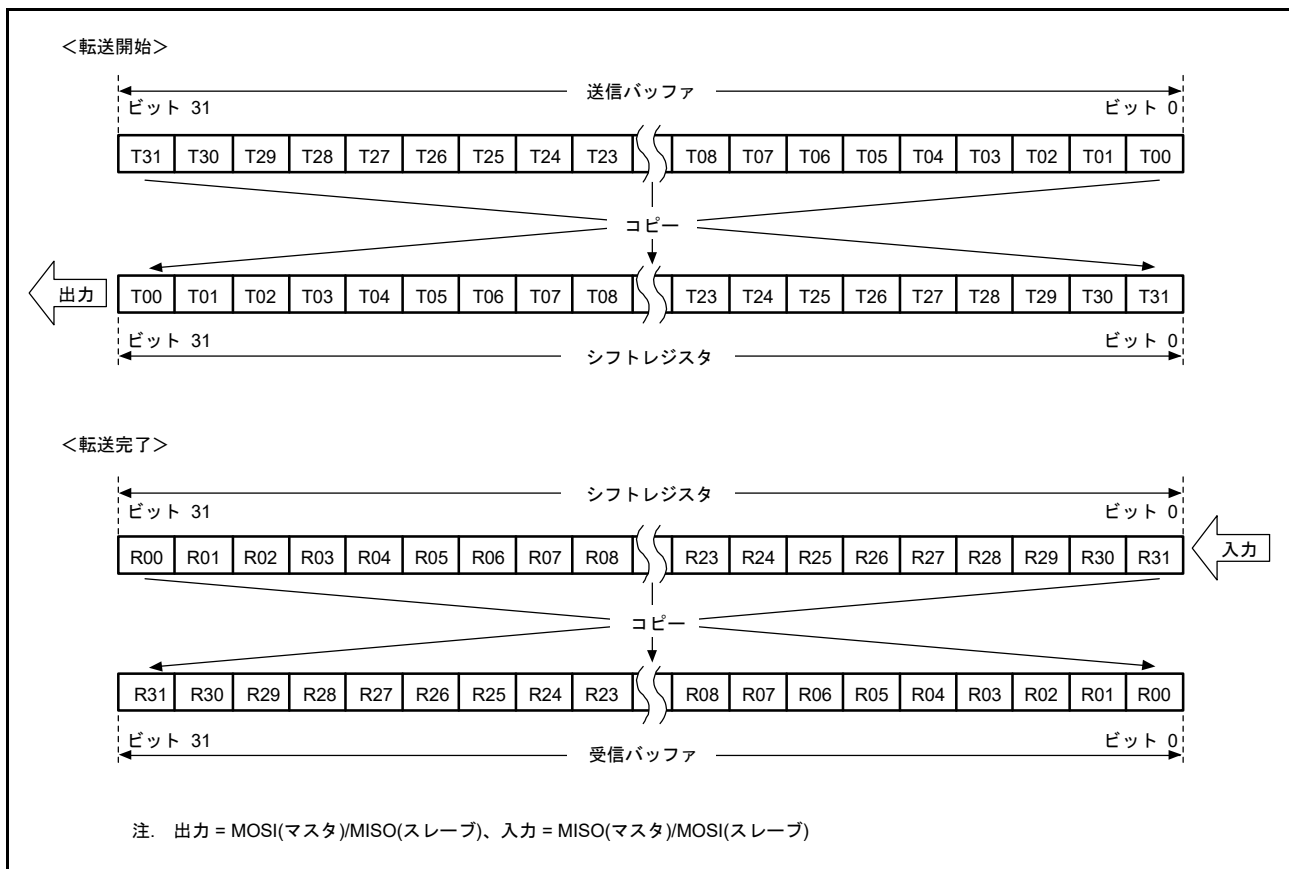 ＜転送開始＞
送信バッファ
ビット 31 ビット 0
T31 T30 T29 T28 T27 T26 T25 T24 T23 T08 T07 T06 T05 T04 T03 T02 T01 T00
コピー
出力 T00 T01 T02 T03 T04 T05 T06 T07 T08 T23 T24 T25 T26 T27 T28 T29 T30 T31
ビット 31 ビット 0
シフトレジスタ
＜転送完了＞
シフトレジスタ
ビット 31 ビット 0
R00 R01 R02 R03 R04 R05 R06 R07 R08 R23 R24 R25 R26 R27 R28 R29 R30 R31 入力
コピー
R31 R30 R29 R28 R27 R26 R25 R24 R23 R08 R07 R06 R05 R04 R03 R02 R01 R00
ビット 31 ビット 0
受信バッファ
注. 出力 = MOSI(マスタ)/MISO(スレーブ)、入力 = MISO(マスタ)/MOSI(スレーブ)